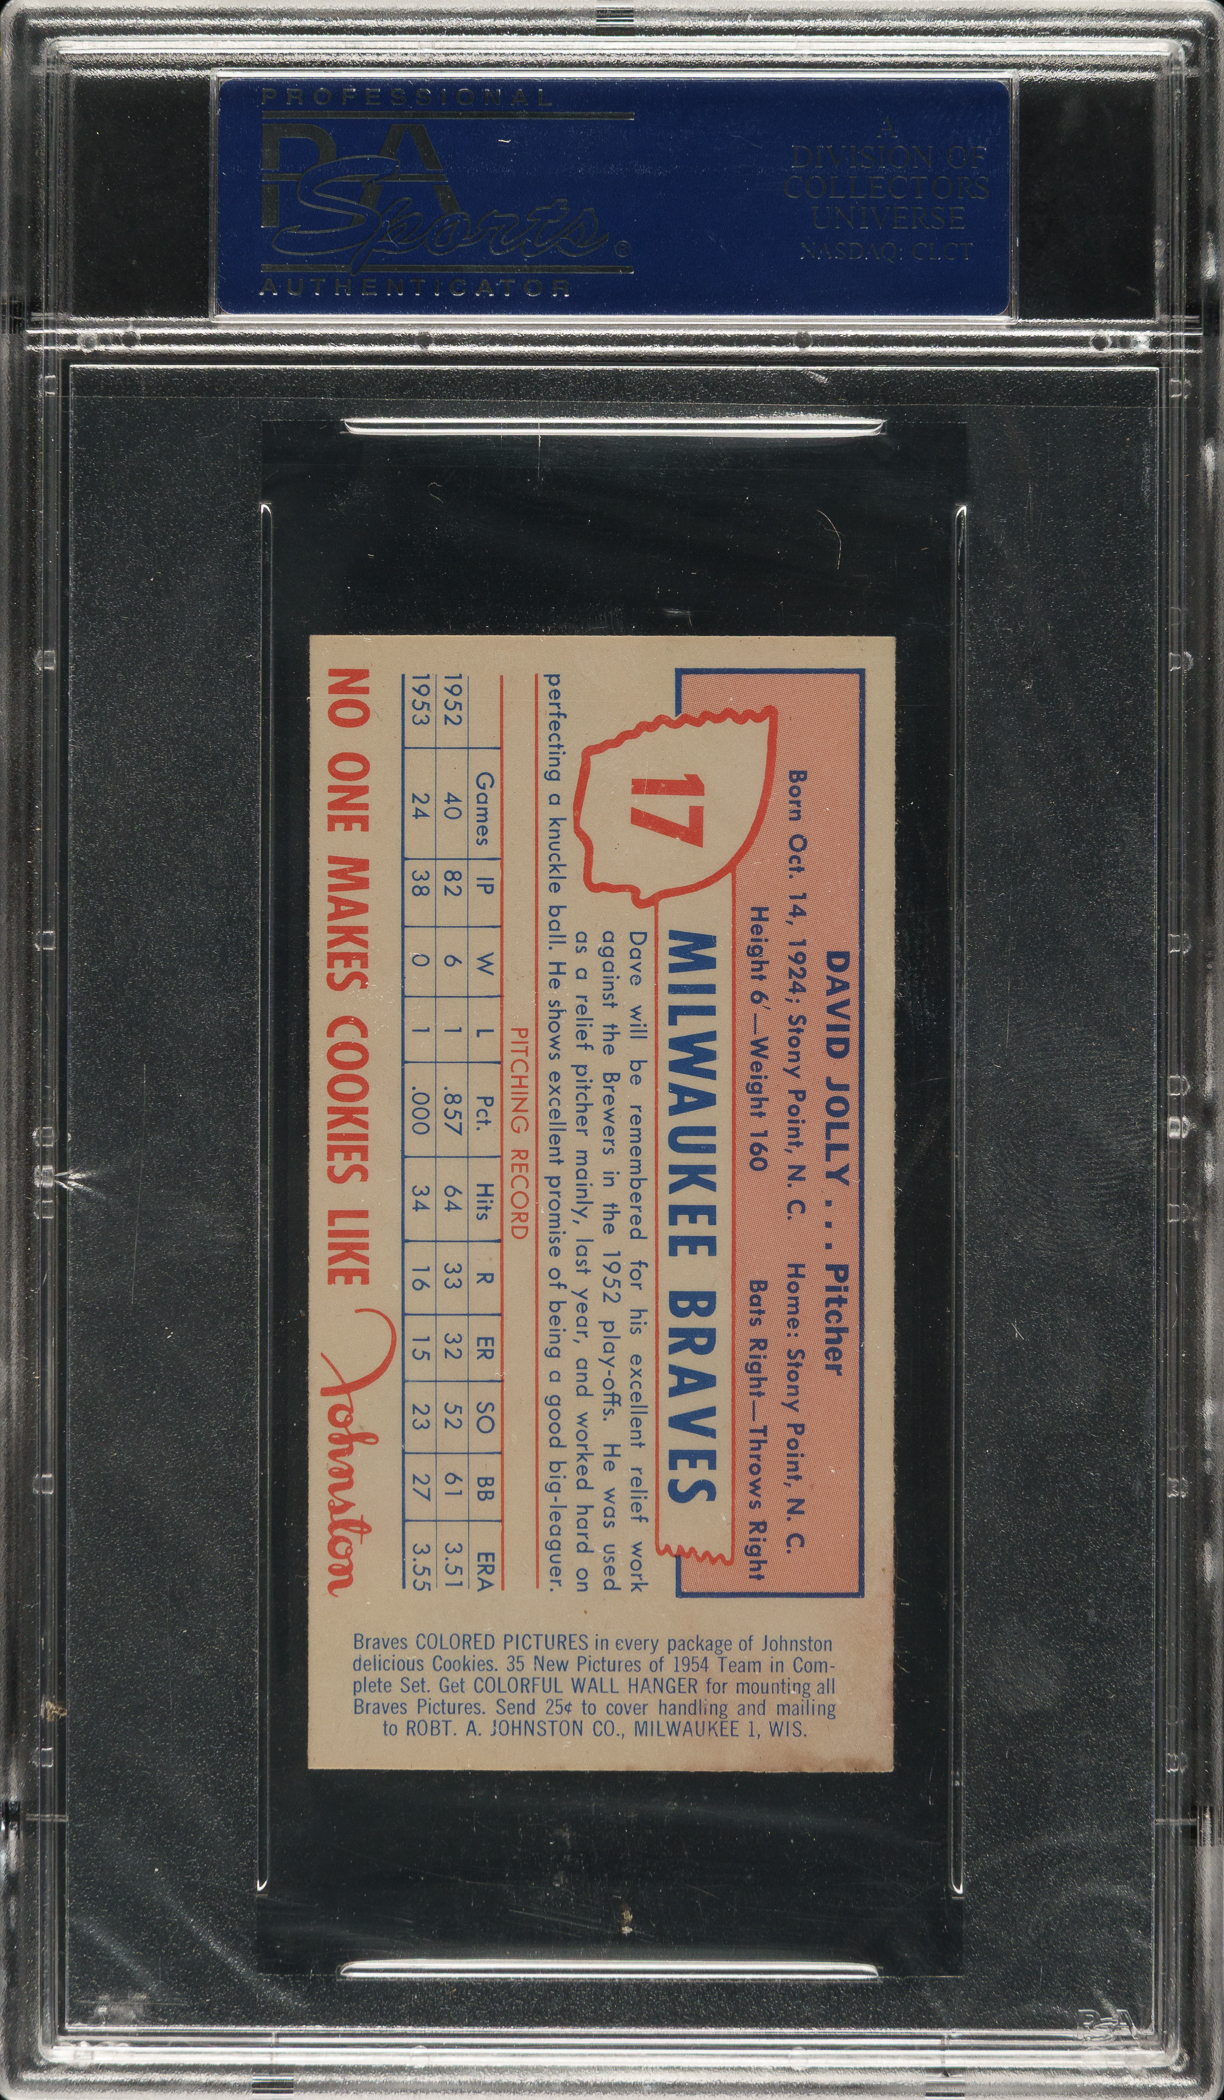 PROFESSIONAL
PSA
Sports
AUTHENTICATOR
A
DIVISION OF
COLLECTORS
UNIVERSE
NASDAQ: CLCT
DAVID JOLLY . . . Pitcher
Born Oct. 14, 1924; Stony Point, N. C. Home: Stony Point, N. C.
Height 6'—Weight 160 Bats Right—Throws Right
17
MILWAUKEE BRAVES
Dave will be remembered for his excellent relief work
against the Brewers in the 1952 play-offs. He was used
as a relief pitcher mainly, last year, and worked hard on
perfecting a knuckle ball. He shows excellent promise of being a good big-leaguer.
PITCHING RECORD
Games IP W L Pct. Hits R ER SO BB ERA
1952 40 82 6 1 .857 64 33 32 52 61 3.51
1953 24 38 0 1 .000 34 16 15 23 27 3.55
NO ONE MAKES COOKIES LIKE Johnston
Braves COLORED PICTURES in every package of Johnston
delicious Cookies. 35 New Pictures of 1954 Team in Com-
plete Set. Get COLORFUL WALL HANGER for mounting all
Braves Pictures. Send 25¢ to cover handling and mailing
to ROBT. A. JOHNSTON CO., MILWAUKEE 1, WIS.
PSA